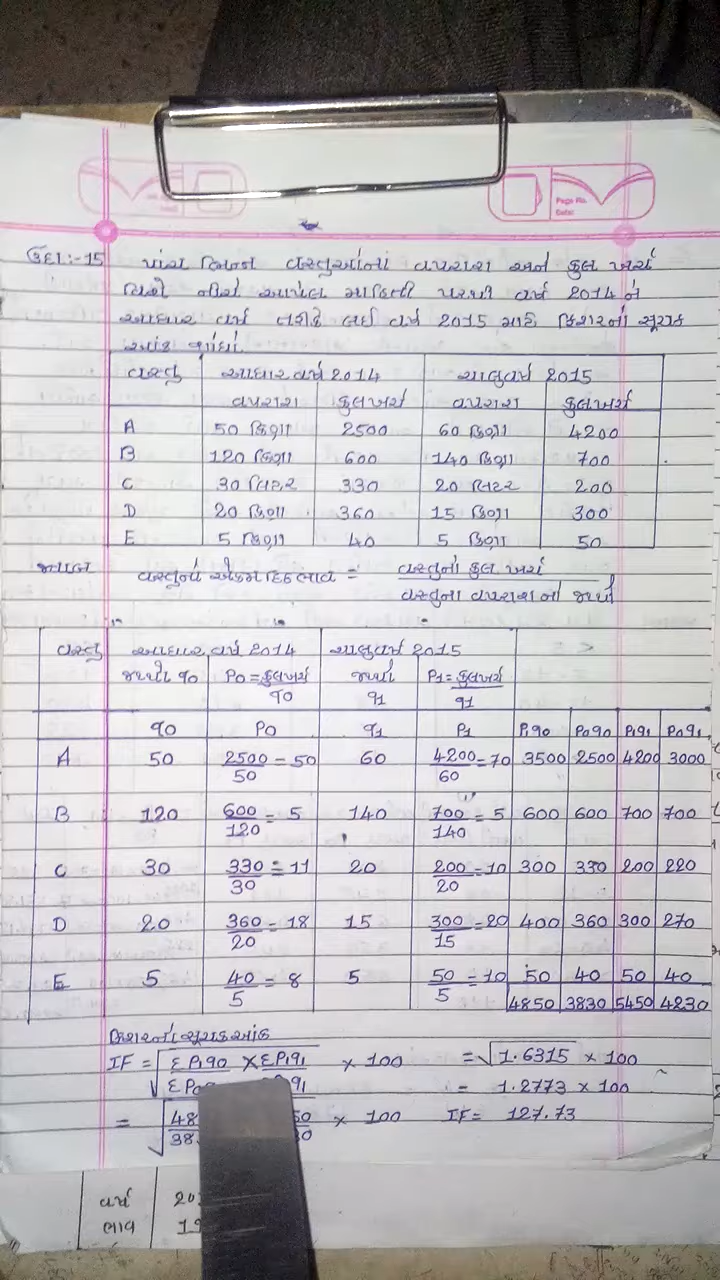 Page No.
Date:
ઉદા:-15 પાંચ ભિન્ન વસ્તુઓના વપરાશ અને કુલ ખર્ચ
વિશે નીચે આપેલ માહિતી પરથી વર્ષ 2014 ને
આધાર વર્ષ તરીકે લઈ વર્ષ 2015 માટે ફિશરનો સૂચક
આંક શોધો.
વસ્તુ આધાર વર્ષ 2014 ચાલુવર્ષ 2015
વપરાશ કુલખર્ચ વપરાશ કુલખર્ચ
A 50 કિગ્રા 2500 60 કિગ્રા 4200
B 120 કિગ્રા 600 140 કિગ્રા 700
C 30 લિટર 330 20 લિટર 200
D 20 કિગ્રા 360 15 કિગ્રા 300
E 5 કિગ્રા 40 5 કિગ્રા 50
જવાબ વસ્તુનો એકમ દિઠ ભાવ = વસ્તુનો કુલ ખર્ચ
વસ્તુના વપરાશ નો જથ્થો
વસ્તુ આધાર વર્ષ 2014 ચાલુવર્ષ 2015
જથ્થો q0 P0 = કુલખર્ચ/q0 જથ્થો q1 P1 = કુલખર્ચ/q1
q0 P0 q1 P1 P1q0 P0q0 P1q1 P0q1
A 50 2500/50 = 50 60 4200/60 = 70 3500 2500 4200 3000
B 120 600/120 = 5 140 700/140 = 5 600 600 700 700
C 30 330/30 = 11 20 200/20 = 10 300 330 200 220
D 20 360/20 = 18 15 300/15 = 20 400 360 300 270
E 5 40/5 = 8 5 50/5 = 10 50 40 50 40
4850 3830 5450 4230
ફિશરનો સૂચક આંક
IF = √ΣP1q0 × ΣP1q1 × 100 = √1.6315 × 100
= 1.2773 × 100
= √ × 100 IF = 127.73
વર્ષ
ભાવ